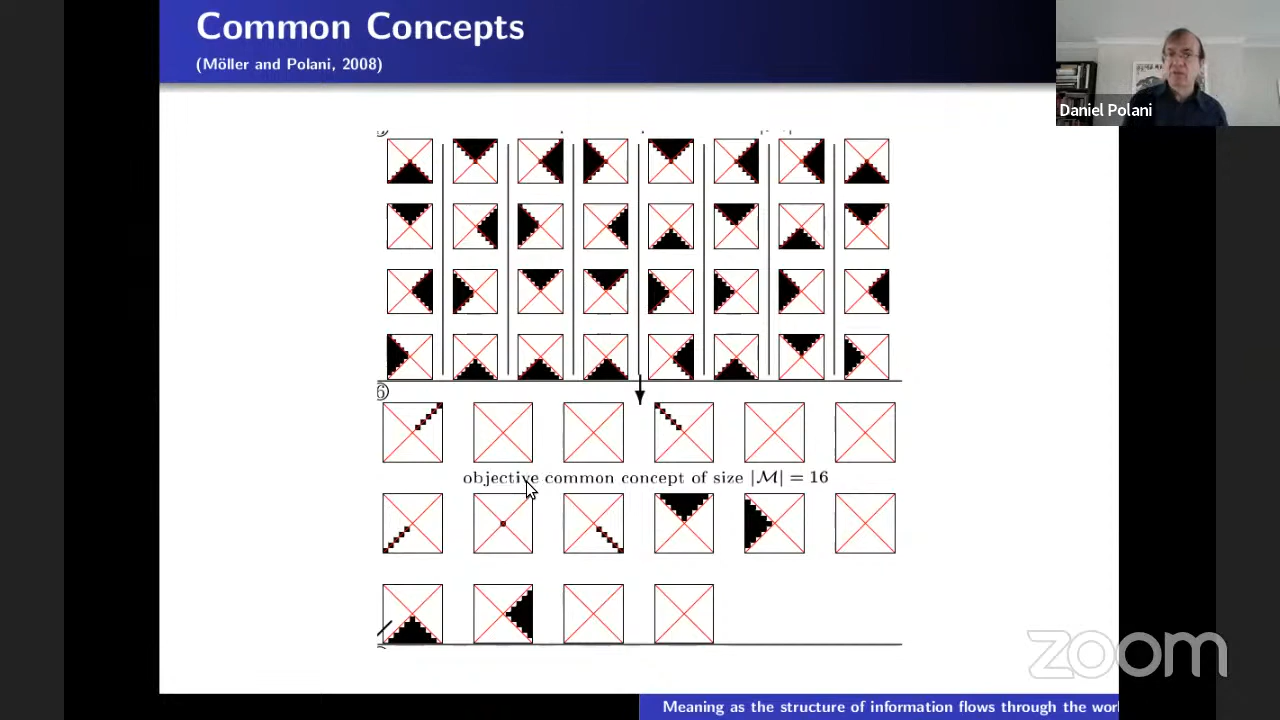 Common Concepts
(Möller and Polani, 2008)
Daniel Polani
⑥
objective common concept of size |ℳ| = 16
zoom
Meaning as the structure of information flows through the wor